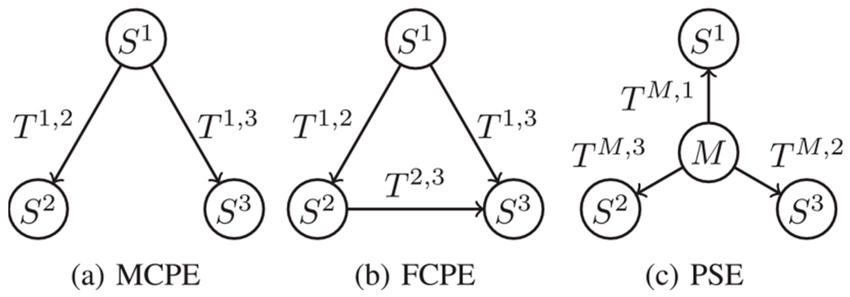 S^1 S^1 S^1
T^{1,2} T^{1,3} T^{1,2} T^{1,3} T^{M,1}
T^{M,3} M T^{M,2}
T^{2,3}
S^2 S^3 S^2 S^3 S^2 S^3
(a) MCPE (b) FCPE (c) PSE